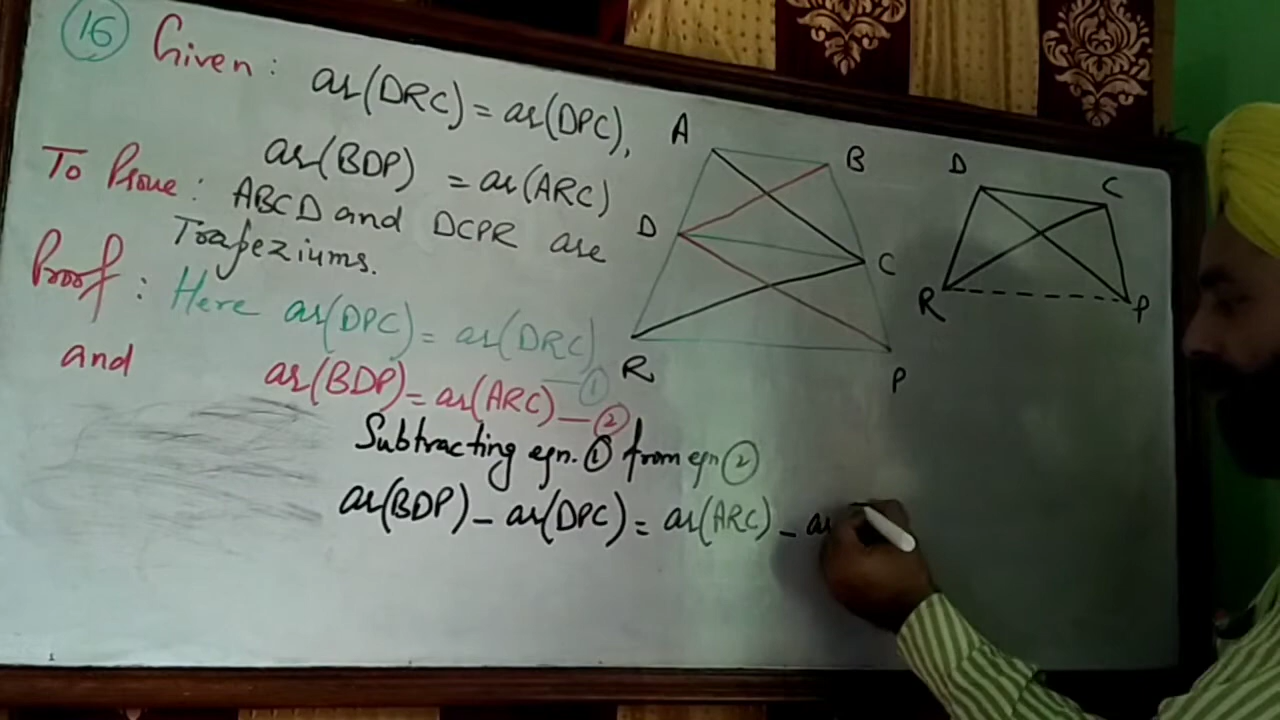 16 Given: ar(DRC) = ar(DPC),
ar(BDP) = ar(ARC)
To Prove: ABCD and DCPR are
Trapeziums.
Proof: Here ar(DPC) = ar(DRC) —1
and ar(BDP) = ar(ARC) — 2
Subtracting eqn. 1 from eqn 2
ar(BDP) - ar(DPC) = ar(ARC) - ar
A
B
D
C
R
P
D
C
R
P